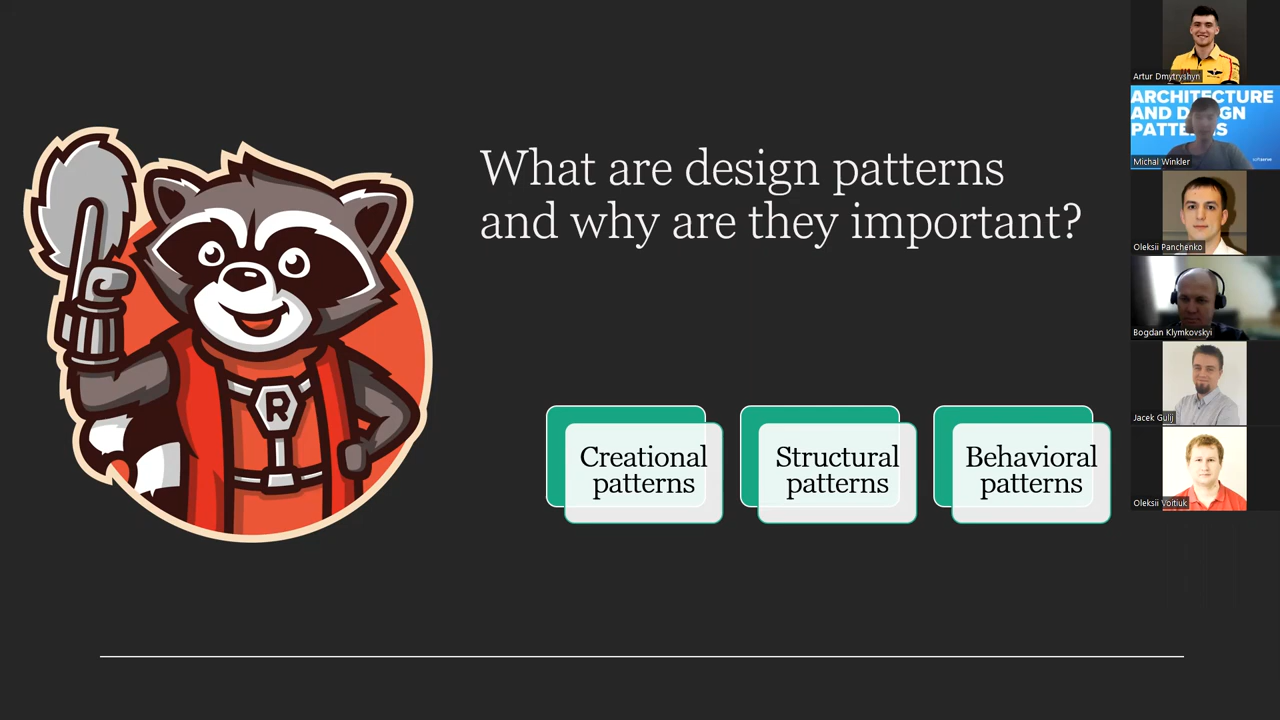 What are design patterns
and why are they important?
R
Creational
patterns
Structural
patterns
Behavioral
patterns
Artur Dmytryshyn
ARCHITECTURE
AND DESIGN
PATTERNS
softserve
Michal Winkler
Oleksii Panchenko
Bogdan Klymkovskyi
Jacek Gulij
Oleksii Voitiuk